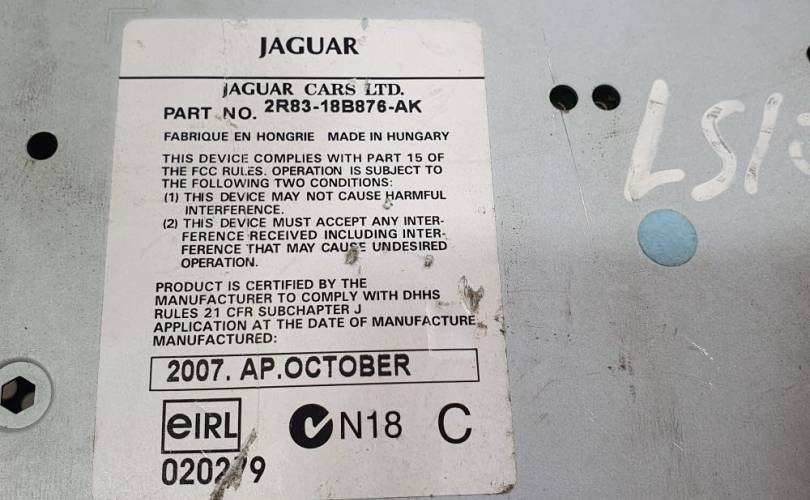 JAGUAR
JAGUAR CARS LTD.
PART NO. 2R83-18B876-AK
FABRIQUE EN HONGRIE MADE IN HUNGARY
THIS DEVICE COMPLIES WITH PART 15 OF
THE FCC RULES. OPERATION IS SUBJECT TO
THE FOLLOWING TWO CONDITIONS:
(1) THIS DEVICE MAY NOT CAUSE HARMFUL
INTERFERENCE.
(2) THIS DEVICE MUST ACCEPT ANY INTER-
FERENCE RECEIVED INCLUDING INTER-
FERENCE THAT MAY CAUSE UNDESIRED
OPERATION.
PRODUCT IS CERTIFIED BY THE
MANUFACTURER TO COMPLY WITH DHHS
RULES 21 CFR SUBCHAPTER J
APPLICATION AT THE DATE OF MANUFACTURE
MANUFACTURED:
2007. AP.OCTOBER
eIRL
N18 C
020279